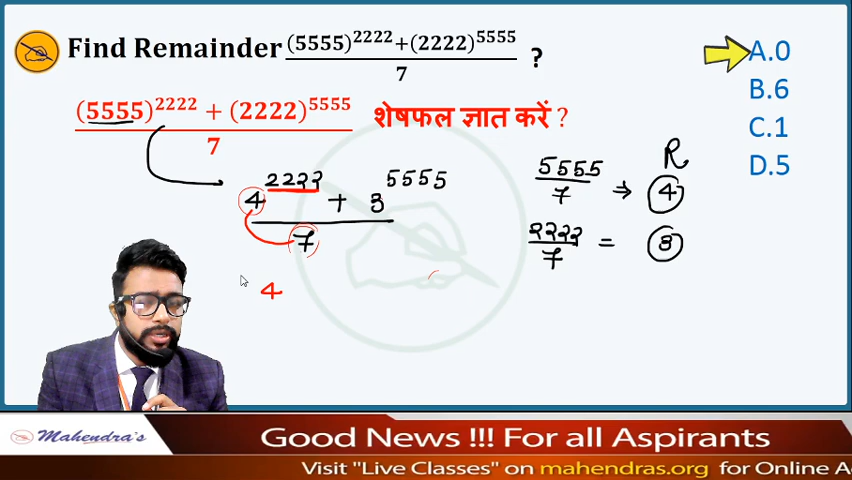 Find Remainder (5555)^2222+(2222)^5555 / 7 ?
(5555)^2222 + (2222)^5555 / 7 शेषफल ज्ञात करें ?
A.0
B.6
C.1
D.5
4^2222 + 3^5555 / 7
4
R
5555/7 ⇒ 4
2222/7 = 3
Mahendra's
Good News !!! For all Aspirants
Visit "Live Classes" on mahendras.org for Online A